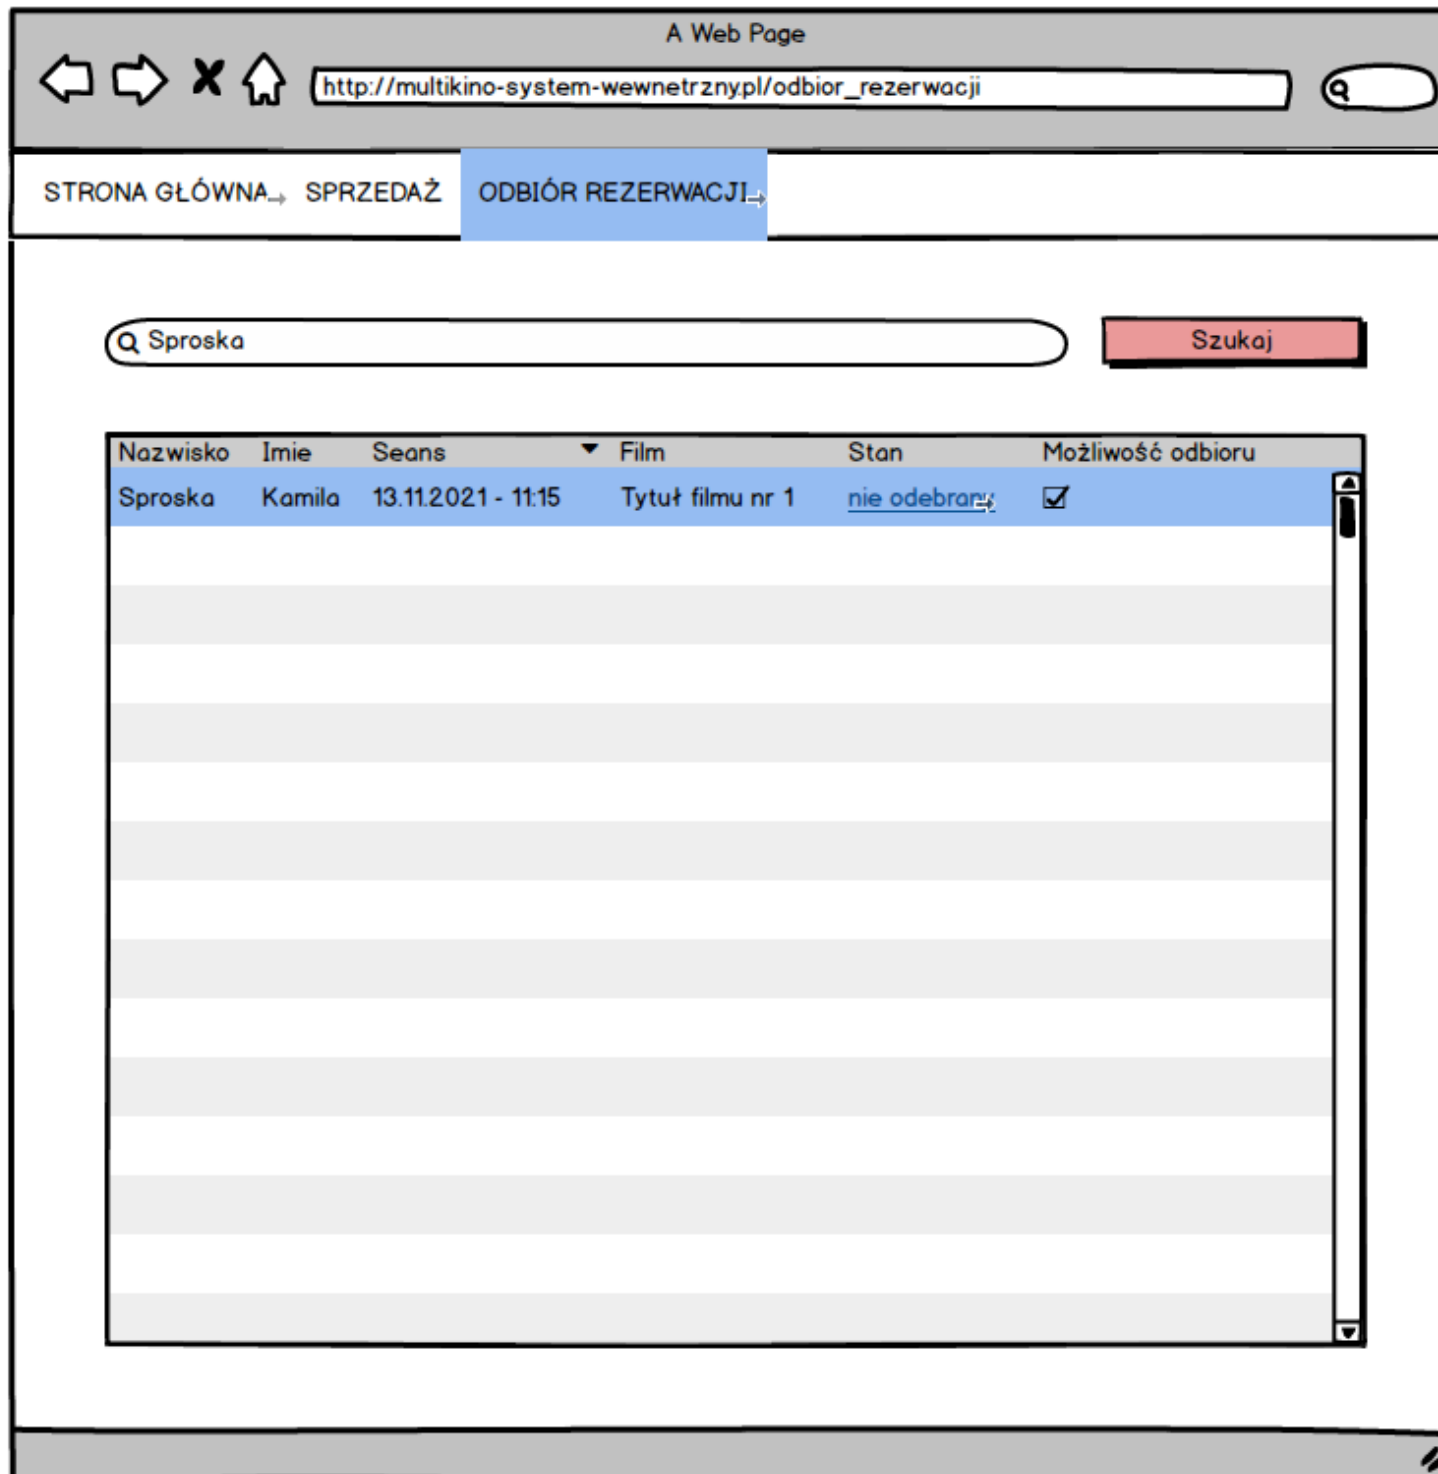 A Web Page
http://multikino-system-wewnetrzny.pl/odbior_rezerwacji
STRONA GŁÓWNA SPRZEDAŻ ODBIÓR REZERWACJI
Sproska Szukaj
Nazwisko Imie Seans Film Stan Możliwość odbioru
Sproska Kamila 13.11.2021 - 11:15 Tytuł filmu nr 1 nie odebrany